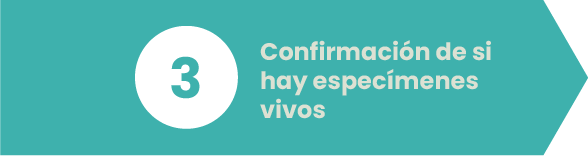 3
Confirmación de si
hay especímenes
vivos